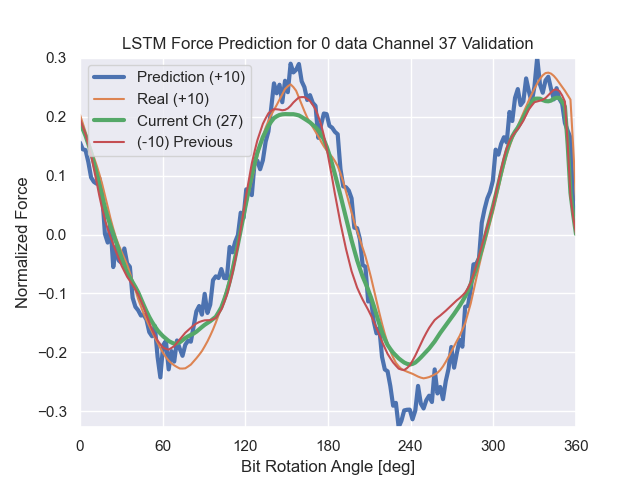 LSTM Force Prediction for 0 data Channel 37 Validation
Prediction (+10)
Real (+10)
Current Ch (27)
(-10) Previous
Normalized Force
0.3
0.2
0.1
0.0
−0.1
−0.2
−0.3
0 60 120 180 240 300 360
Bit Rotation Angle [deg]